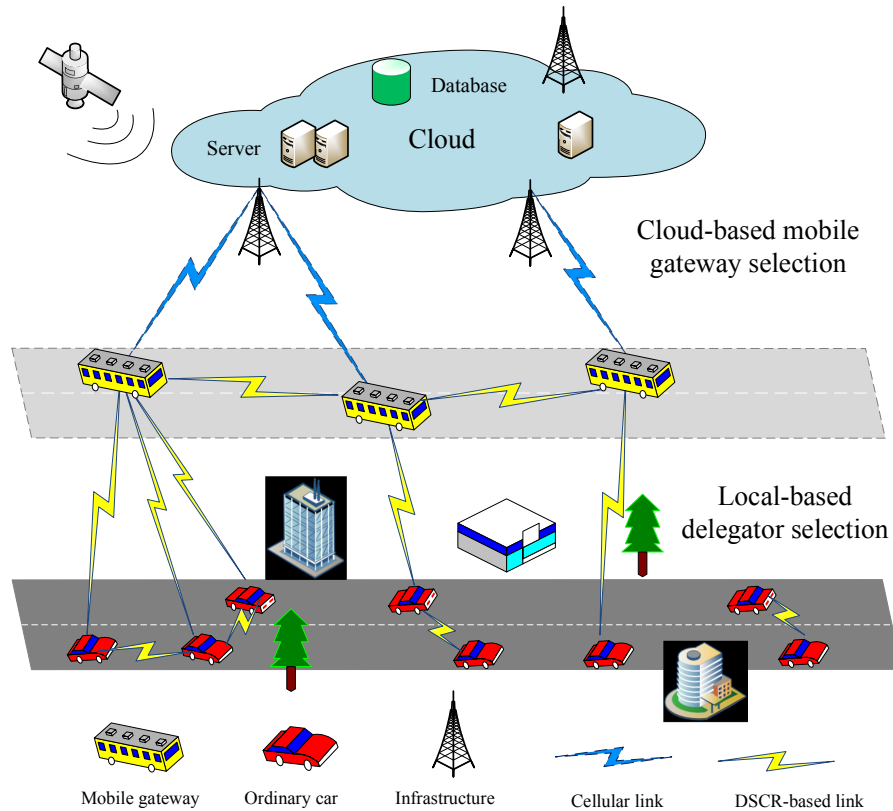 Database
Cloud
Server
Cloud-based mobile
gateway selection
Local-based
delegator selection
Mobile gateway
Ordinary car
Infrastructure
Cellular link
DSCR-based link